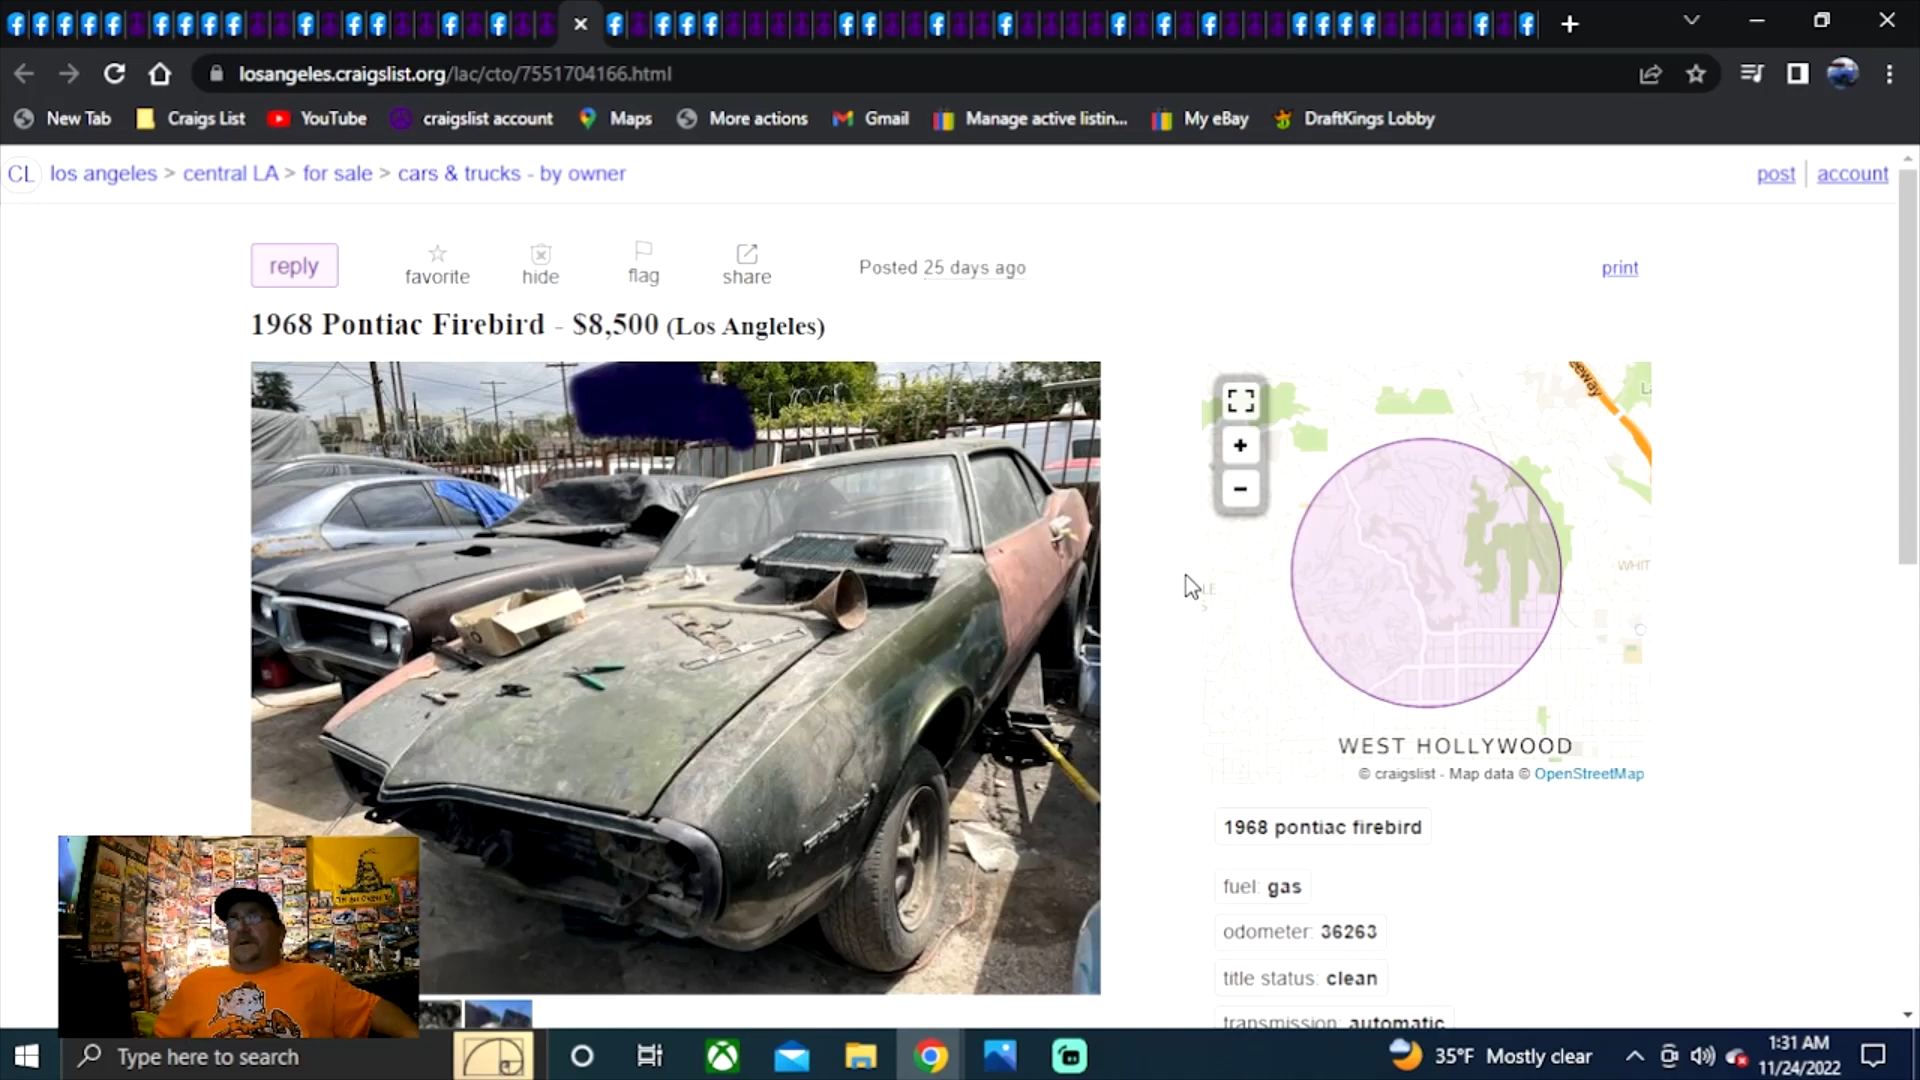 losangeles.craigslist.org/lac/cto/7551704166.html
New Tab Craigs List YouTube craigslist account Maps More actions Gmail Manage active listin... My eBay DraftKings Lobby
CL los angeles > central LA > for sale > cars & trucks - by owner post account
reply favorite hide flag share Posted 25 days ago print
1968 Pontiac Firebird - $8,500 (Los Angleles)
+
-
WHIT
WEST HOLLYWOOD
© craigslist - Map data © OpenStreetMap
1968 pontiac firebird
fuel: gas
odometer: 36263
title status: clean
transmission: automatic
Type here to search
35°F Mostly clear
1:31 AM
11/24/2022